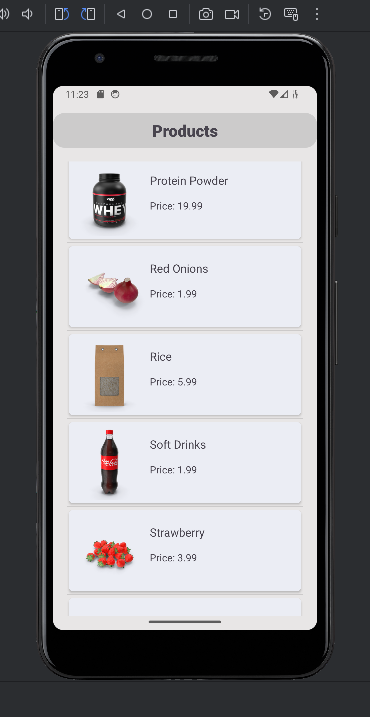 11:23
Products
Protein Powder
Price: 19.99
WHEY
Red Onions
Price: 1.99
Rice
Price: 5.99
Soft Drinks
Price: 1.99
Strawberry
Price: 3.99